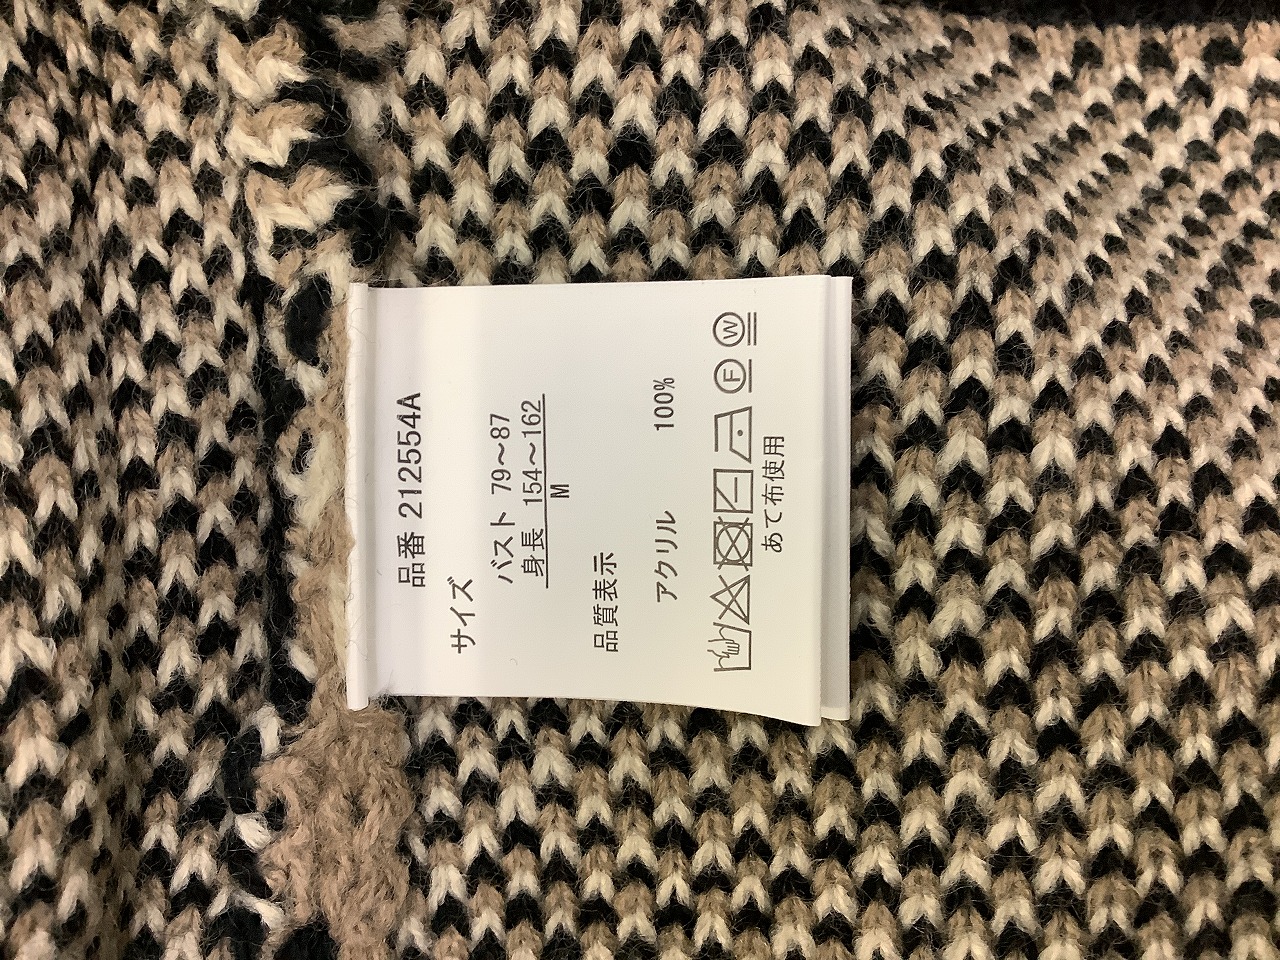 品番 212554A
サイズ
バスト 79～87
身長 154～162
M
品質表示
アクリル 100%
F W
あて布使用